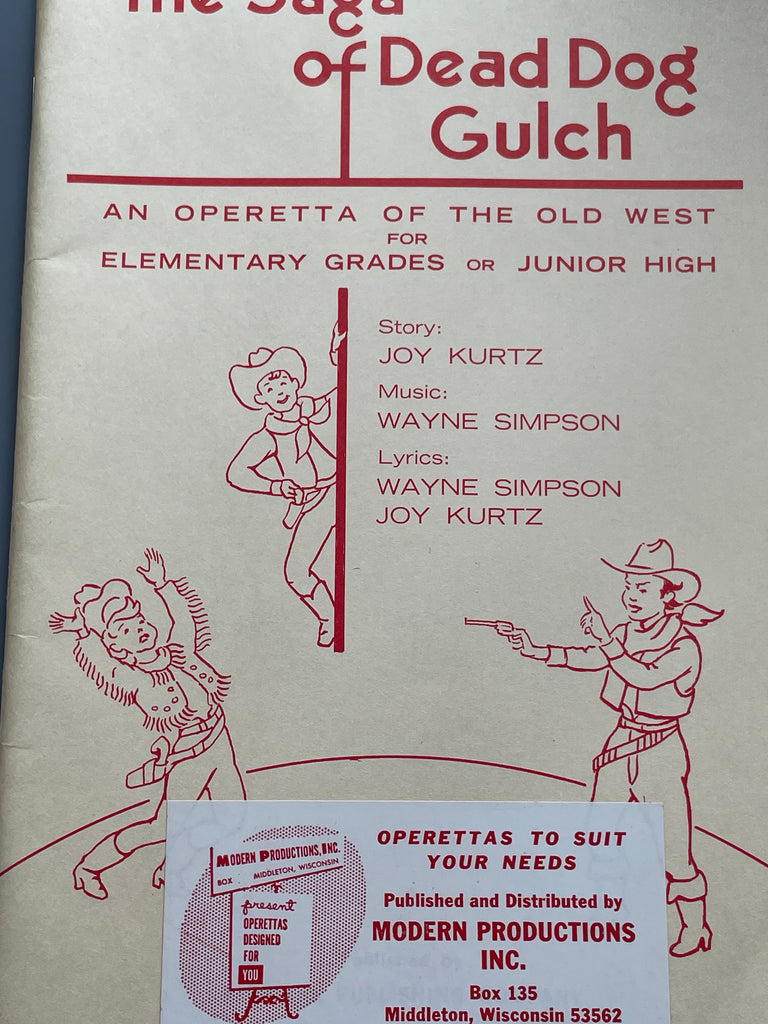 The Saga
of Dead Dog
Gulch
AN OPERETTA OF THE OLD WEST
FOR
ELEMENTARY GRADES OR JUNIOR HIGH
Story:
JOY KURTZ
Music:
WAYNE SIMPSON
Lyrics:
WAYNE SIMPSON
JOY KURTZ
MODERN PRODUCTIONS, INC.
BOX . MIDDLETON, WISCONSIN
present
OPERETTAS
DESIGNED
FOR
YOU
OPERETTAS TO SUIT
YOUR NEEDS
Published and Distributed by
MODERN PRODUCTIONS
INC.
Box 135
Middleton, Wisconsin 53562